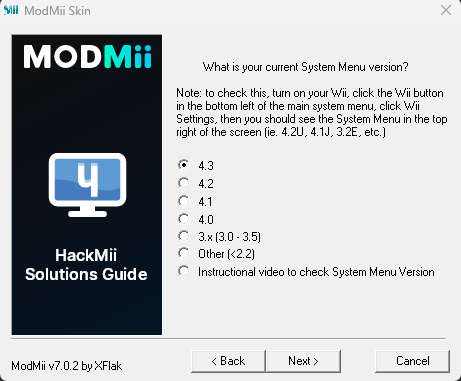 ModMii Skin
MODMii
What is your current System Menu version?
Note: to check this, turn on your Wii, click the Wii button
in the bottom left of the main system menu, click Wii
Settings, then you should see the System Menu in the top
right of the screen (ie. 4.2U, 4.1J, 3.2E, etc.)
4.3
4.2
4.1
4.0
3.x (3.0 - 3.5)
Other (<2.2)
Instructional video to check System Menu Version
HackMii
Solutions Guide
ModMii v7.0.2 by XFlak
< Back
Next >
Cancel